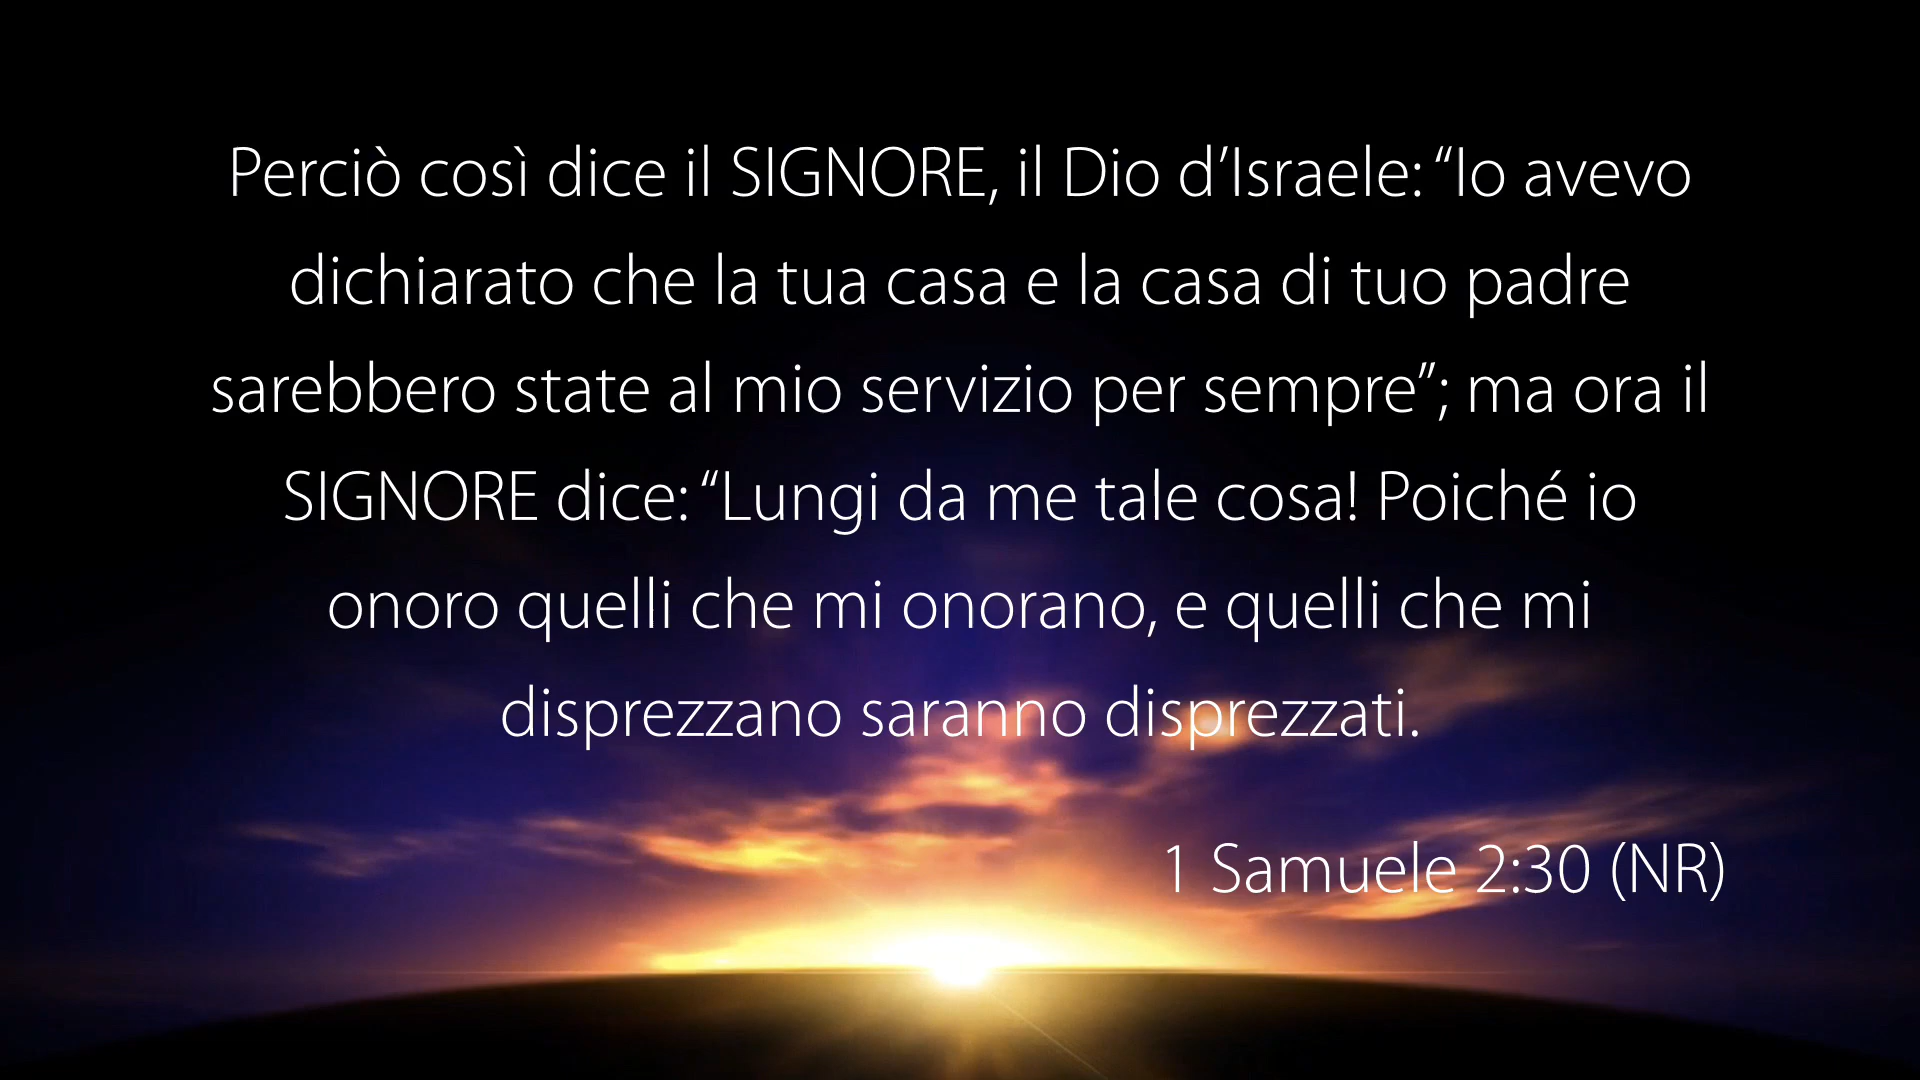 Perciò così dice il SIGNORE, il Dio d’Israele: “Io avevo
dichiarato che la tua casa e la casa di tuo padre
sarebbero state al mio servizio per sempre”; ma ora il
SIGNORE dice: “Lungi da me tale cosa! Poiché io
onoro quelli che mi onorano, e quelli che mi
disprezzano saranno disprezzati.
1 Samuele 2:30 (NR)